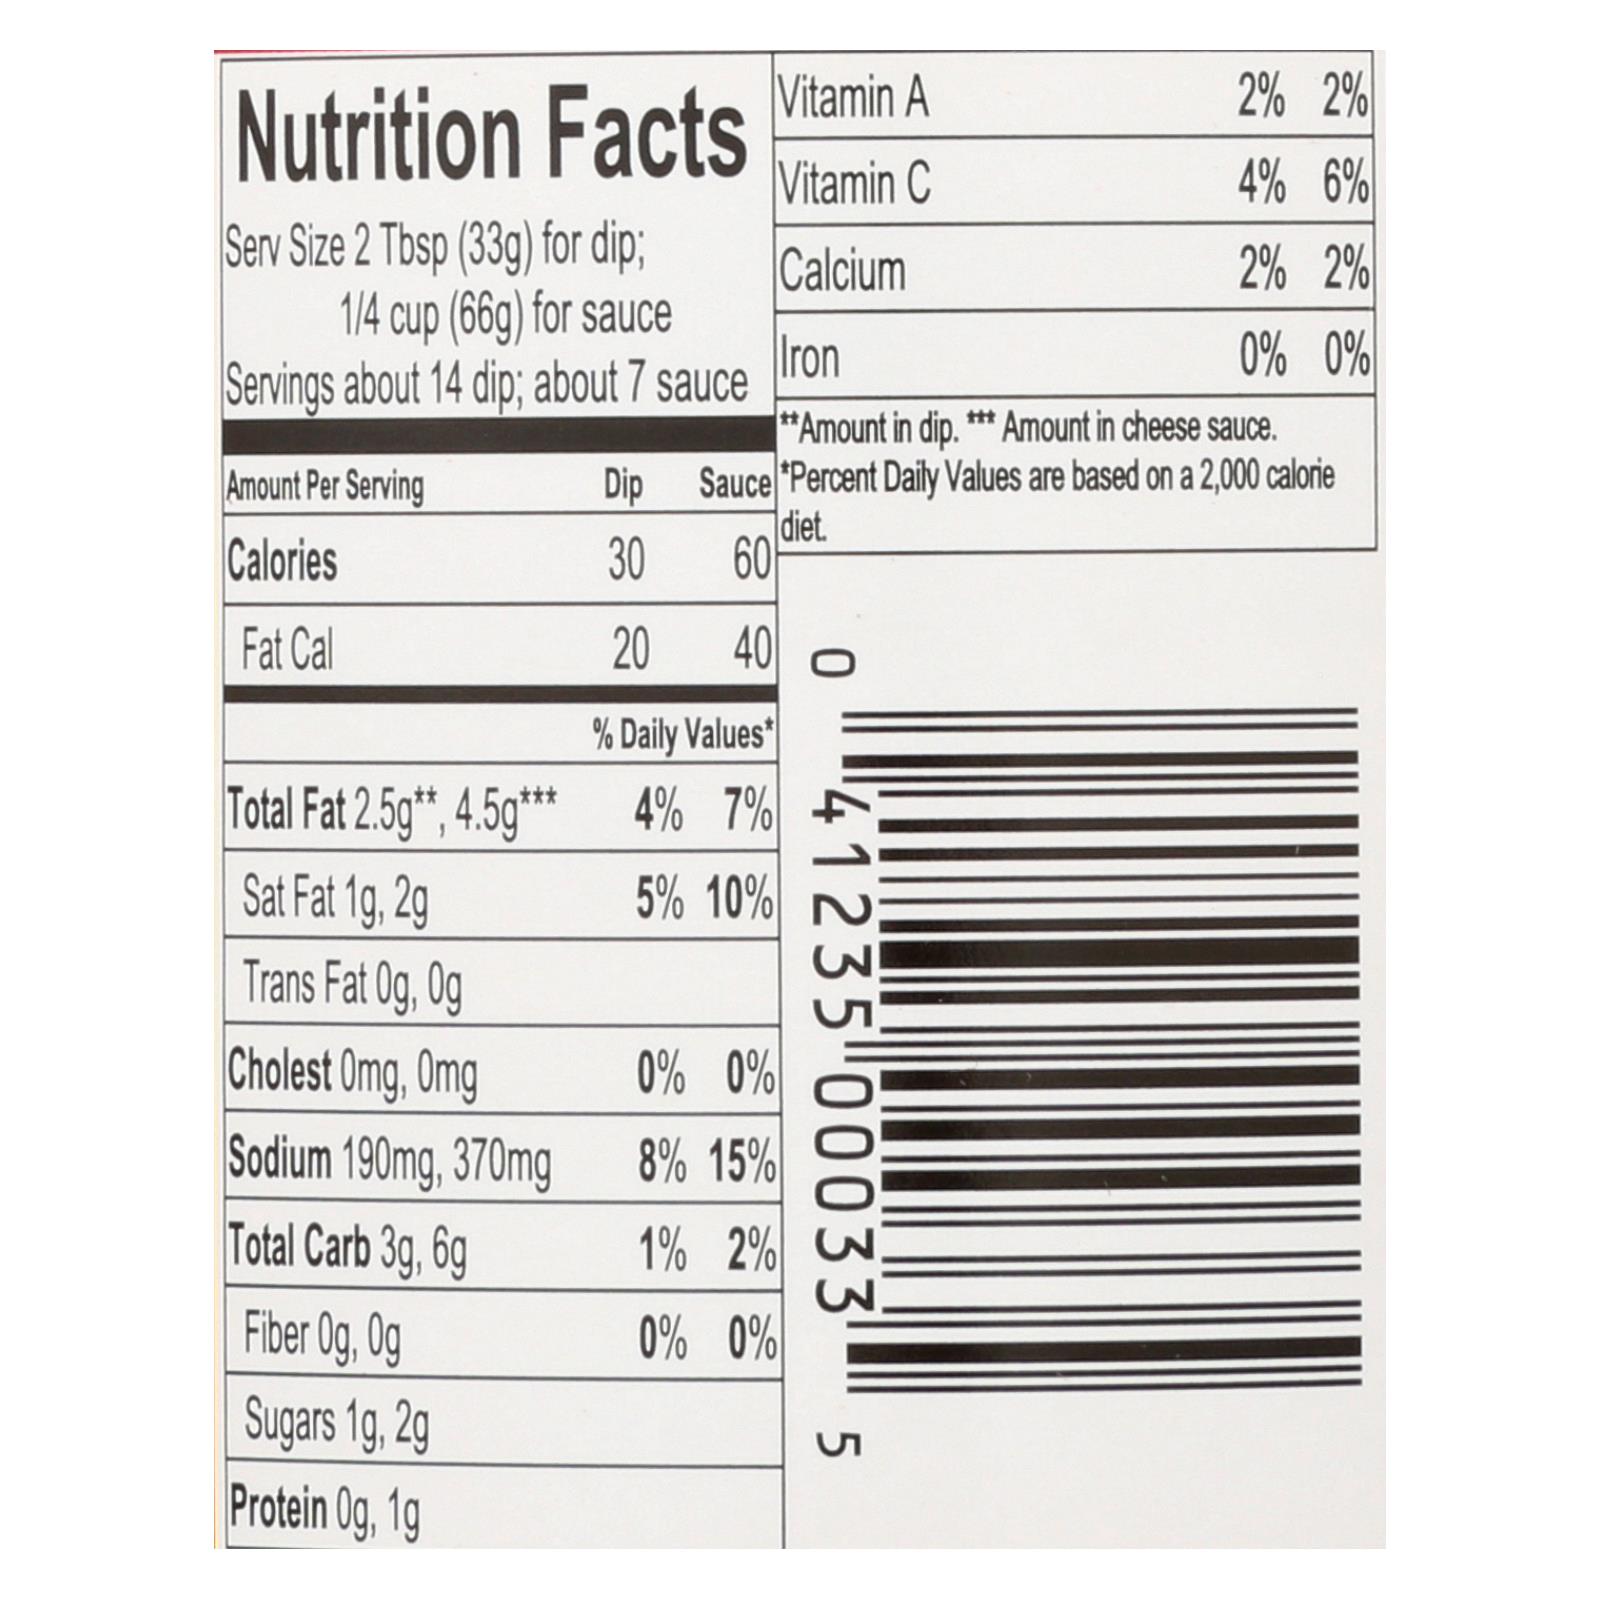 Nutrition Facts
Serv Size 2 Tbsp (33g) for dip;
1/4 cup (66g) for sauce
Servings about 14 dip; about 7 sauce
Amount Per Serving Dip Sauce
Calories 30 60
Fat Cal 20 40
% Daily Values*
Total Fat 2.5g**, 4.5g*** 4% 7%
Sat Fat 1g, 2g 5% 10%
Trans Fat 0g, 0g
Cholest 0mg, 0mg 0% 0%
Sodium 190mg, 370mg 8% 15%
Total Carb 3g, 6g 1% 2%
Fiber 0g, 0g 0% 0%
Sugars 1g, 2g
Protein 0g, 1g
Vitamin A 2% 2%
Vitamin C 4% 6%
Calcium 2% 2%
Iron 0% 0%
**Amount in dip. *** Amount in cheese sauce.
*Percent Daily Values are based on a 2,000 calorie
diet.
0 41235 00033 5